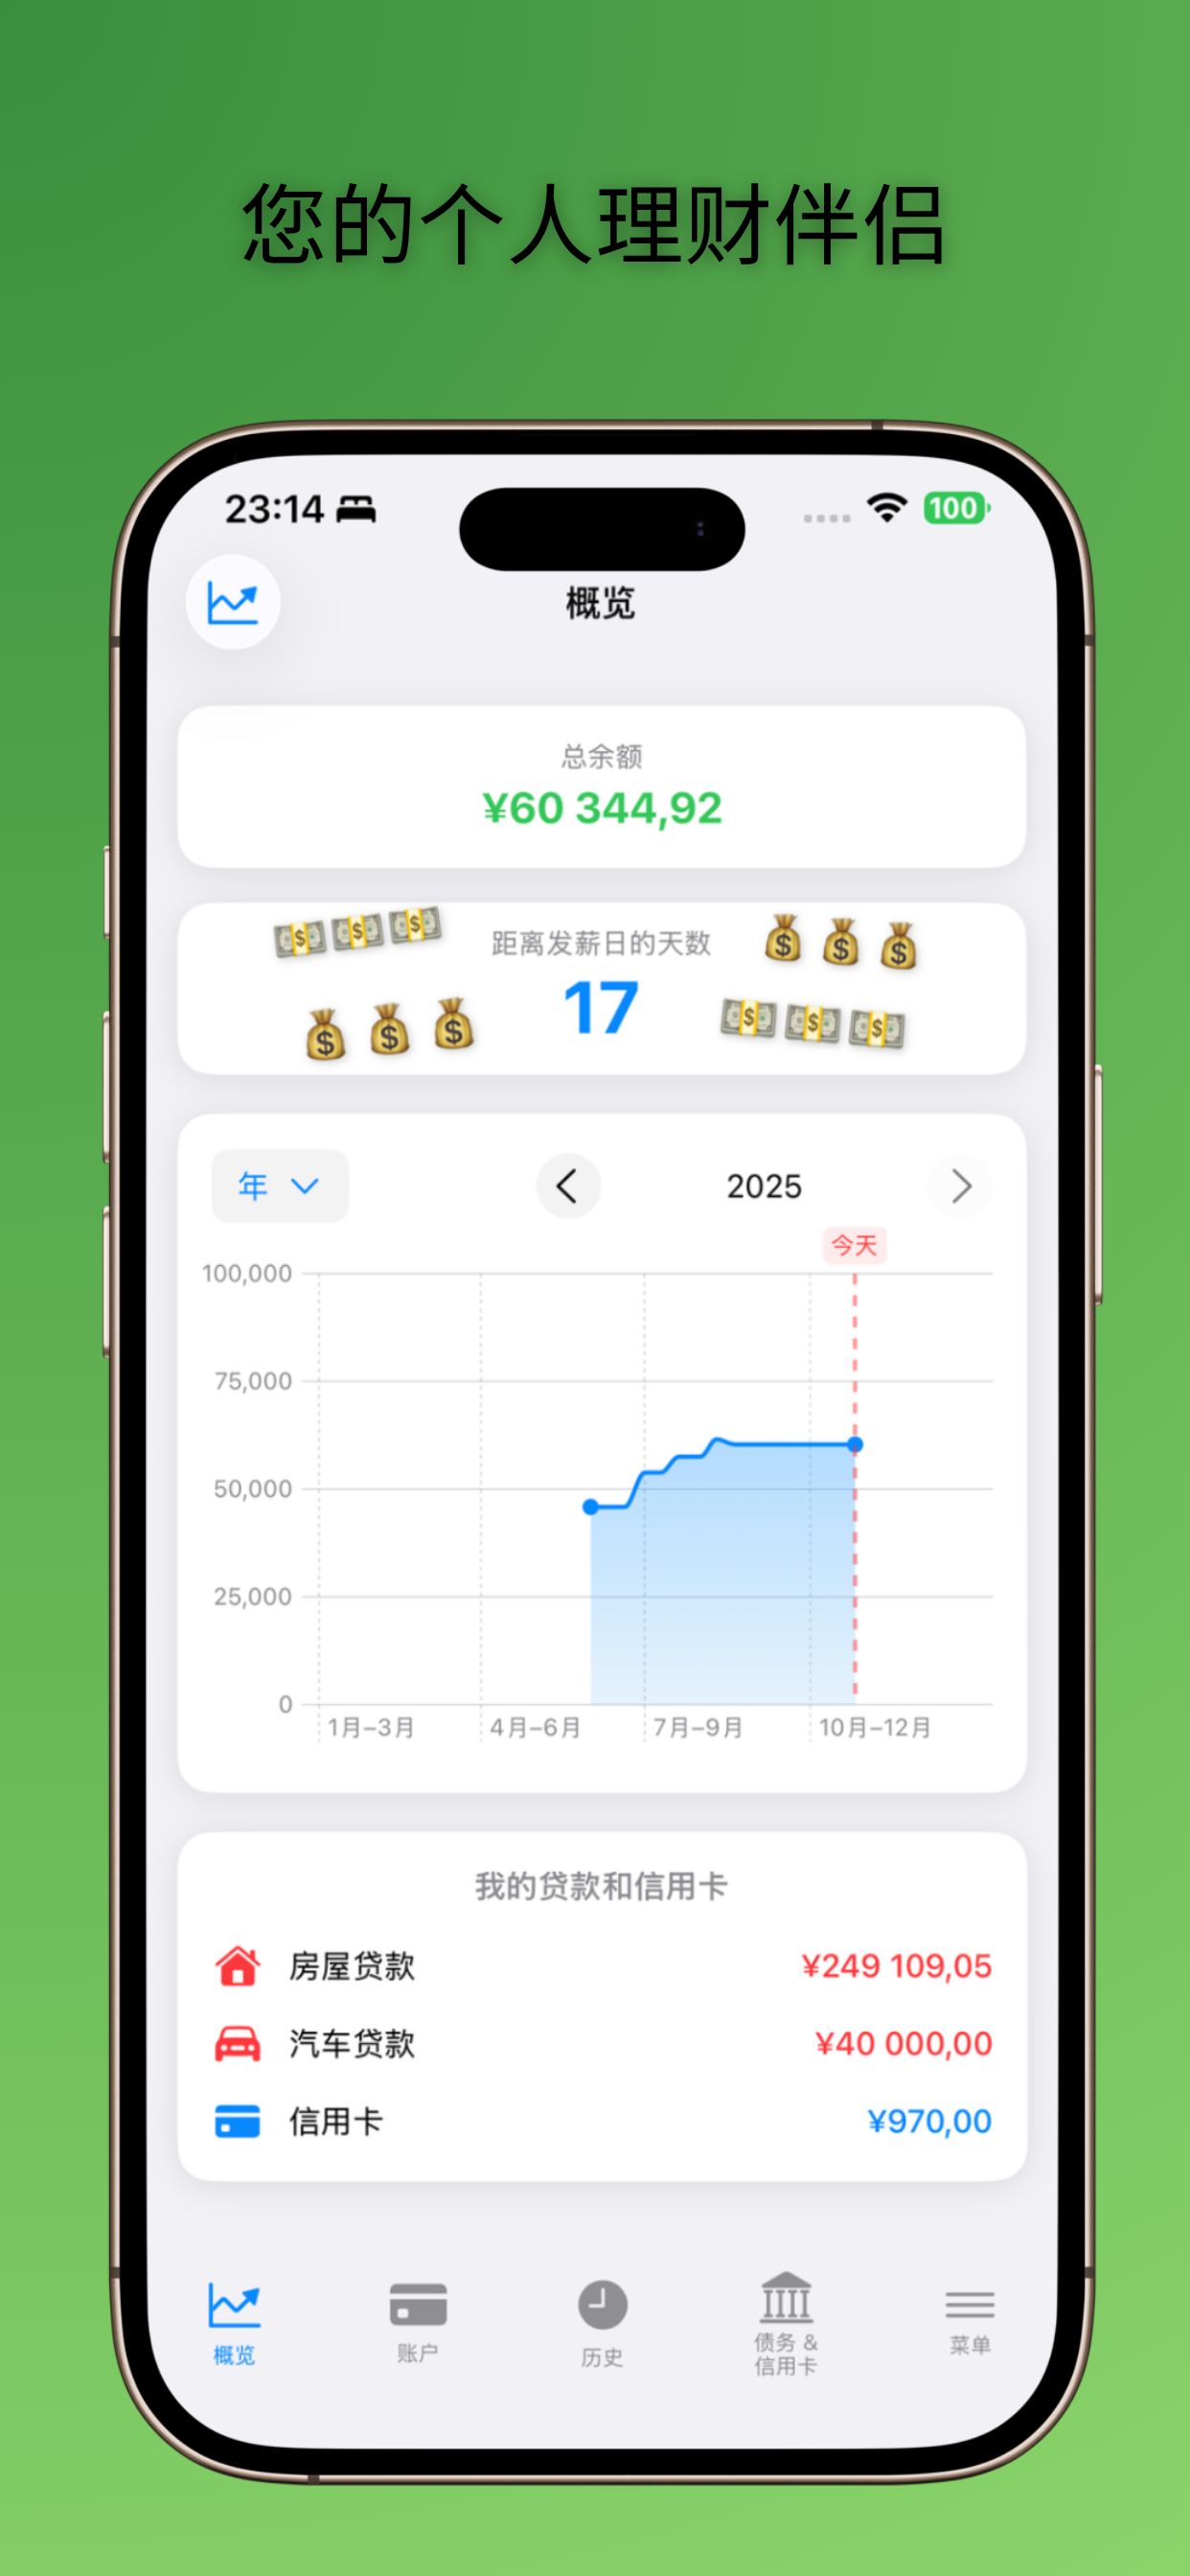 您的个人理财伴侣
23:14
100
概览
总余额
¥60 344,92
距离发薪日的天数
17
年
2025
今天
100,000
75,000
50,000
25,000
0
1月–3月
4月–6月
7月–9月
10月–12月
我的贷款和信用卡
房屋贷款
¥249 109,05
汽车贷款
¥40 000,00
信用卡
¥970,00
概览
账户
历史
债务 &
信用卡
菜单